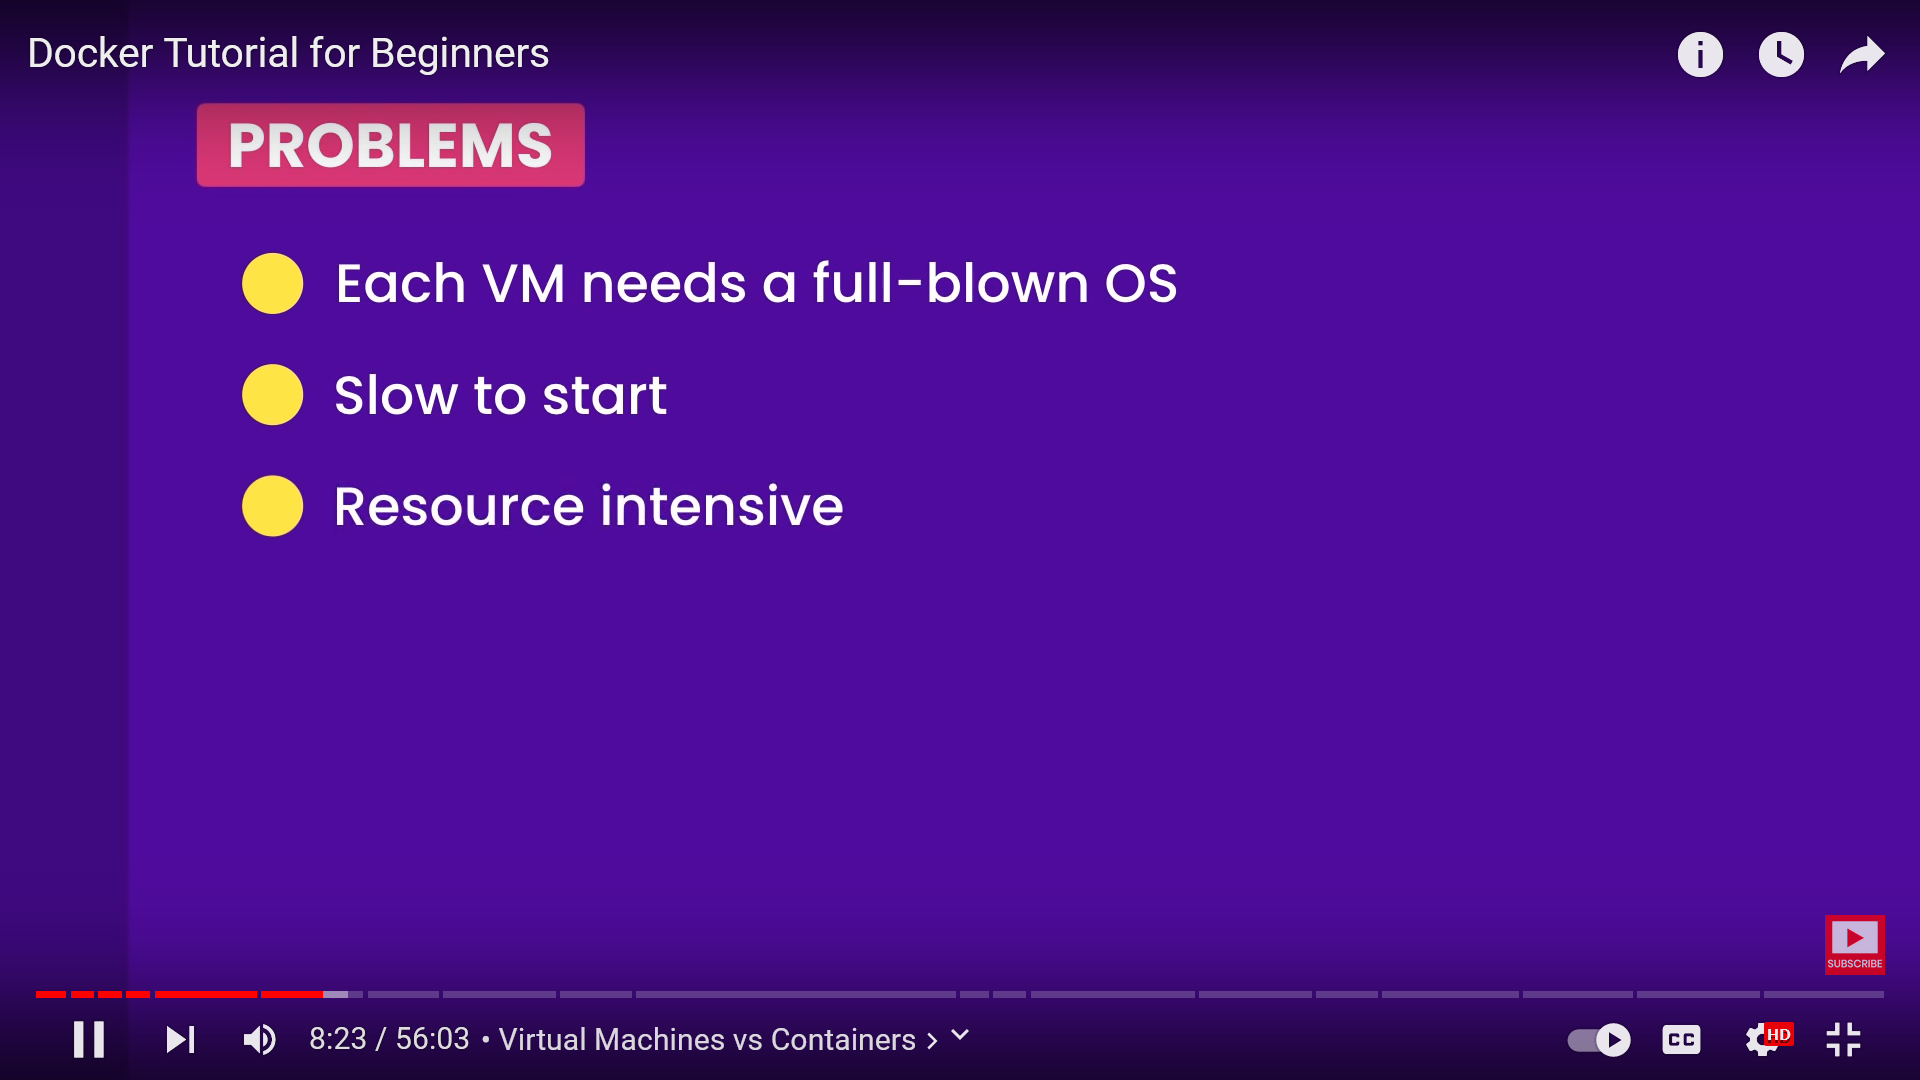 Docker Tutorial for Beginners
PROBLEMS
Each VM needs a full-blown OS
Slow to start
Resource intensive
SUBSCRIBE
8:23 / 56:03 • Virtual Machines vs Containers
CC
HD